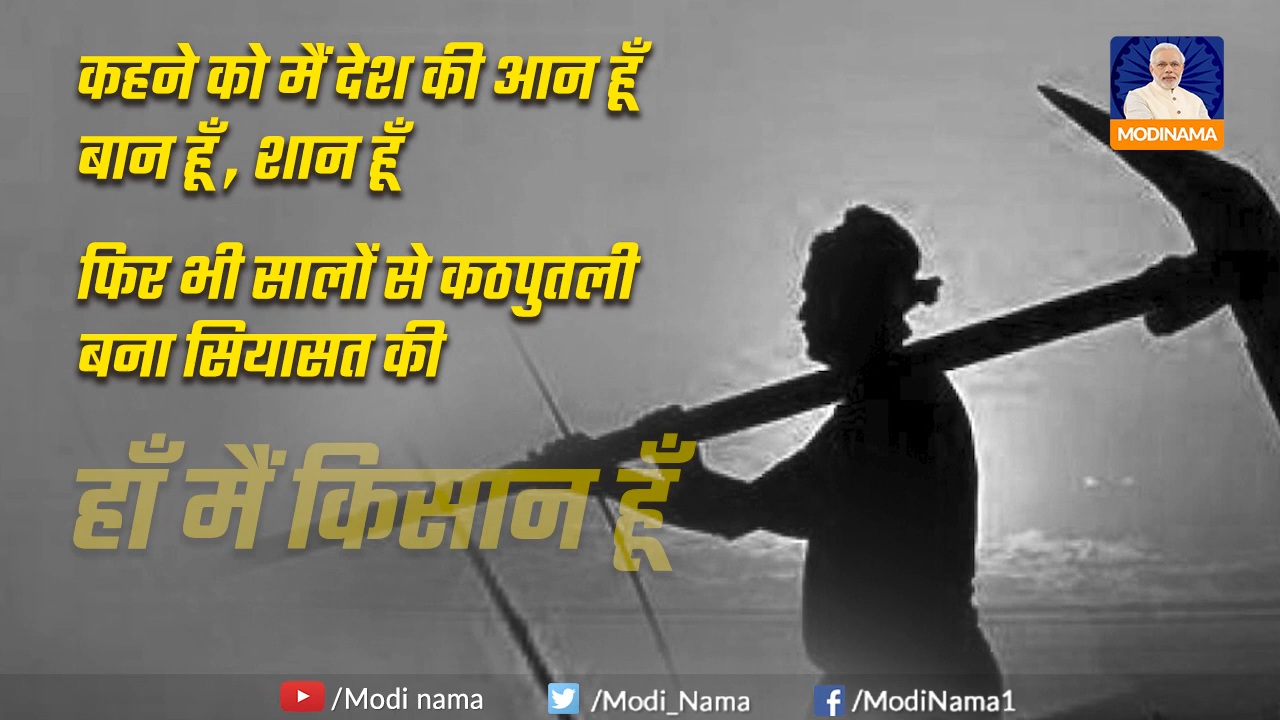 कहने को मैं देश की आन हूँ
बान हूँ , शान हूँ
फिर भी सालों से कठपुतली
बना सियासत की
हाँ मैं किसान हूँ
MODINAMA
/Modi nama
/Modi_Nama
/ModiNama1